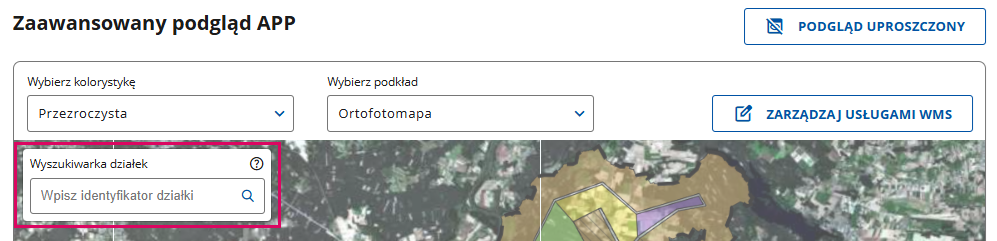 Zaawansowany podgląd APP
PODGLĄD UPROSZCZONY
Wybierz kolorystykę
Wybierz podkład
Przezroczysta
Ortofotomapa
ZARZĄDZAJ USŁUGAMI WMS
Wyszukiwarka działek
Wpisz identyfikator działki